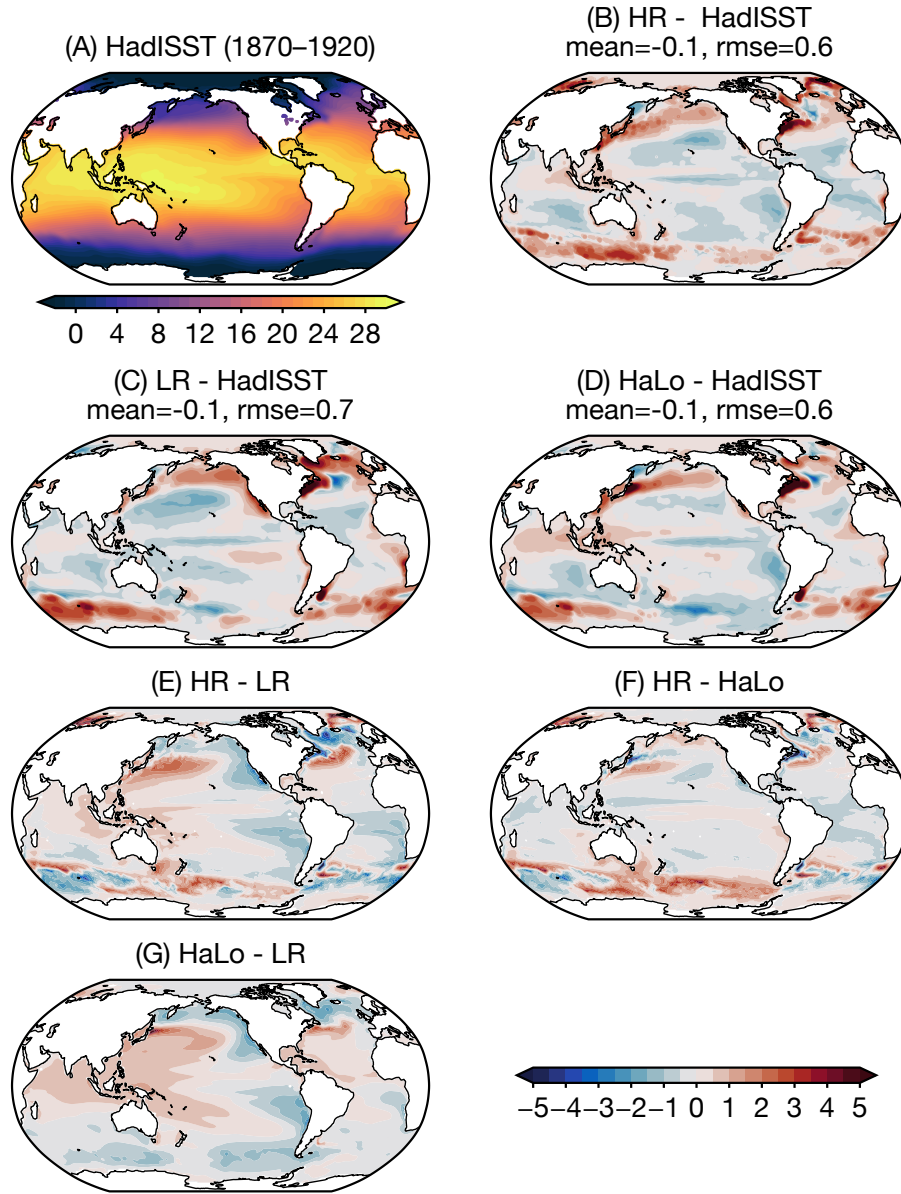 (A) HadISST (1870–1920)
0 4 8 12 16 20 24 28
(B) HR - HadISST
mean=-0.1, rmse=0.6
(C) LR - HadISST
mean=-0.1, rmse=0.7
(D) HaLo - HadISST
mean=-0.1, rmse=0.6
(E) HR - LR
(F) HR - HaLo
(G) HaLo - LR
−5 −4 −3 −2 −1 0 1 2 3 4 5